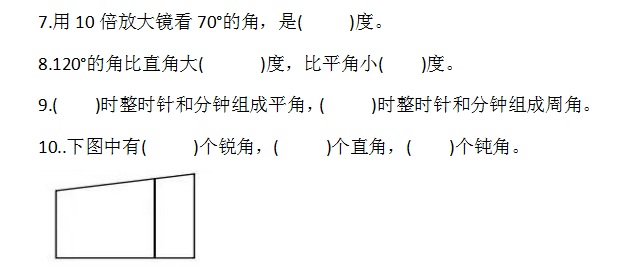 7.用 10 倍放大镜看 70°的角，是(        )度。
8.120°的角比直角大(        )度，比平角小(      )度。
9.(      )时整时针和分钟组成平角，(        )时整时针和分钟组成周角。
10..下图中有(        )个锐角，(        )个直角，(      )个钝角。